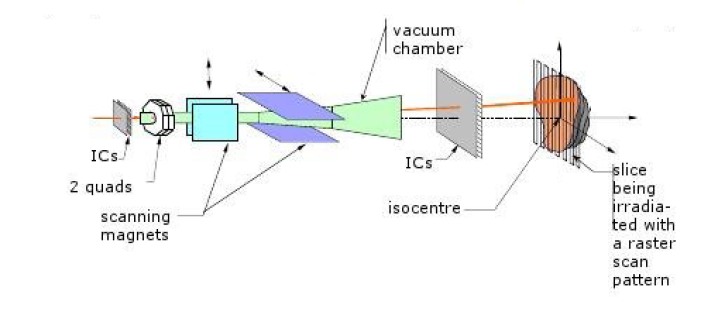 vacuum
chamber
ICs
2 quads
scanning
magnets
ICs
isocentre
slice
being
irradia-
ted with
a raster
scan
pattern